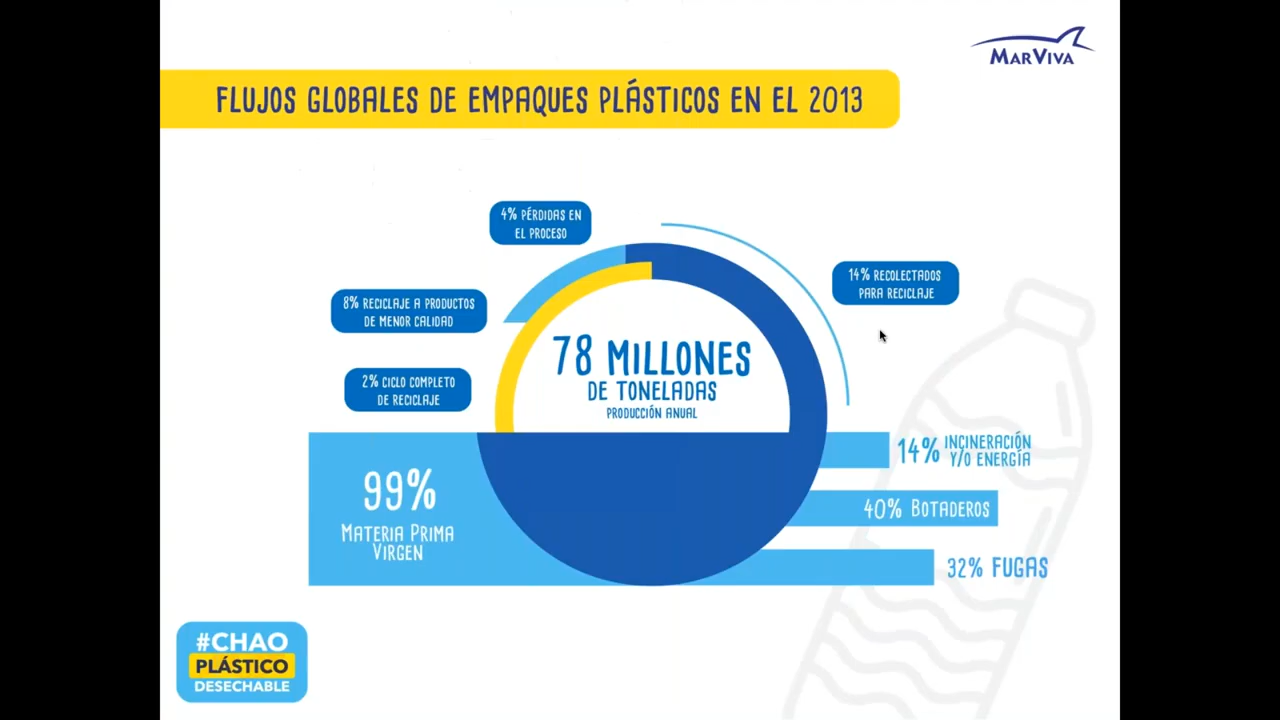 MARVIVA
FLUJOS GLOBALES DE EMPAQUES PLÁSTICOS EN EL 2013
4% PÉRDIDAS EN
EL PROCESO
14% RECOLECTADOS
PARA RECICLAJE
8% RECICLAJE A PRODUCTOS
DE MENOR CALIDAD
2% CICLO COMPLETO
DE RECICLAJE
78 MILLONES
DE TONELADAS
PRODUCCIÓN ANUAL
99%
MATERIA PRIMA
VIRGEN
14% INCINERACIÓN
Y/O ENERGÍA
40% BOTADEROS
32% FUGAS
#CHAO
PLÁSTICO
DESECHABLE